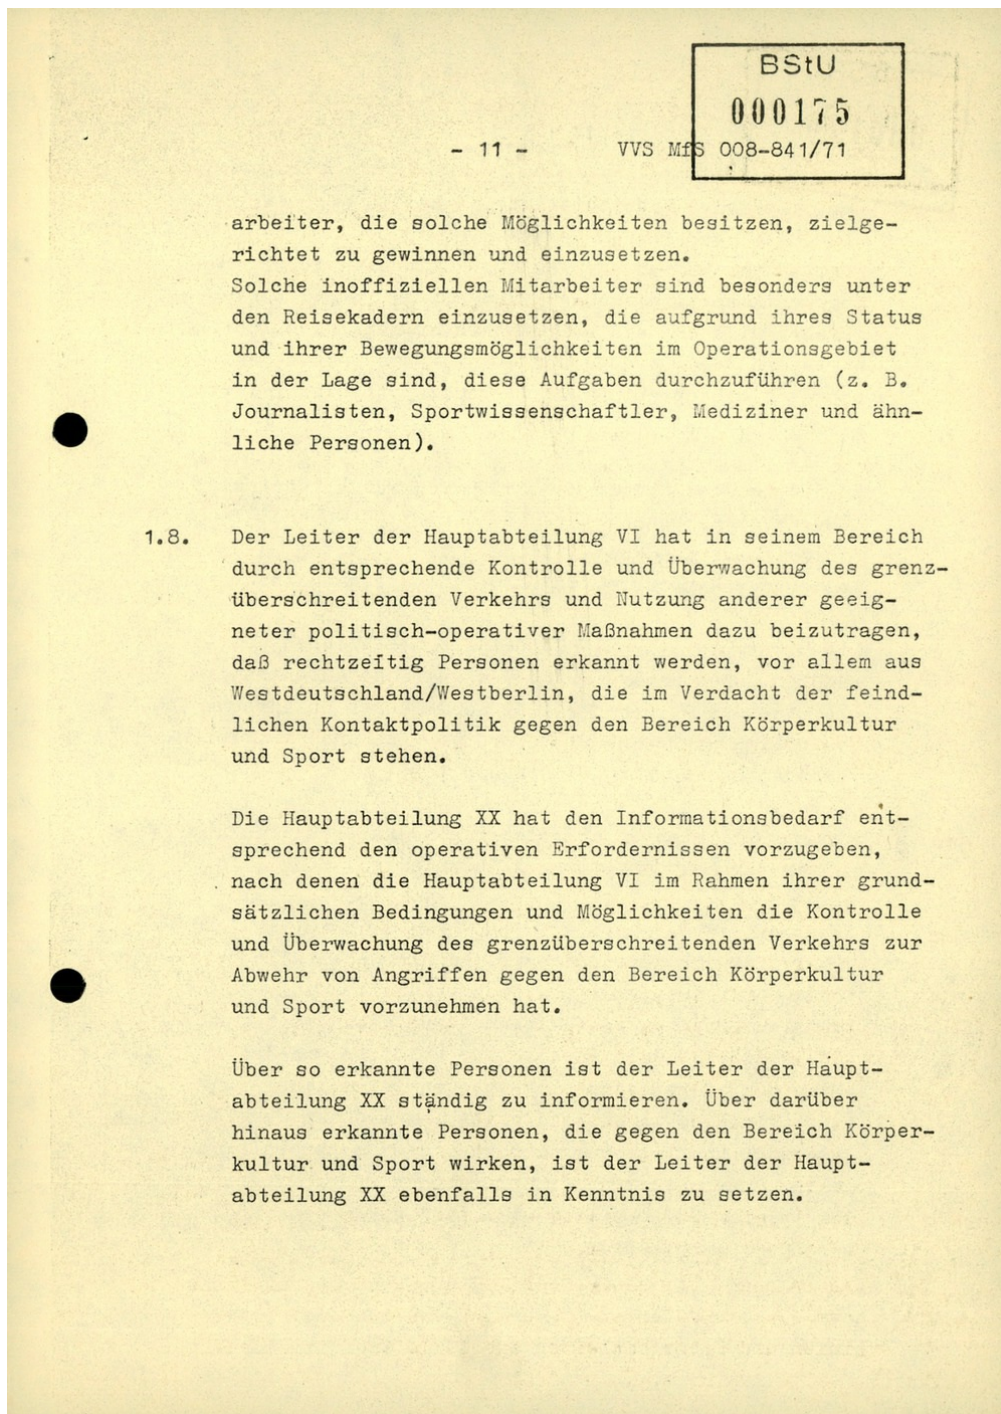 BStU
000175
- 11 - VVS MfS 008-841/71
arbeiter, die solche Möglichkeiten besitzen, zielge-
richtet zu gewinnen und einzusetzen.
Solche inoffiziellen Mitarbeiter sind besonders unter
den Reisekadern einzusetzen, die aufgrund ihres Status
und ihrer Bewegungsmöglichkeiten im Operationsgebiet
in der Lage sind, diese Aufgaben durchzuführen (z. B.
Journalisten, Sportwissenschaftler, Mediziner und ähn-
liche Personen).
1.8. Der Leiter der Hauptabteilung VI hat in seinem Bereich
durch entsprechende Kontrolle und Überwachung des grenz-
überschreitenden Verkehrs und Nutzung anderer geeig-
neter politisch-operativer Maßnahmen dazu beizutragen,
daß rechtzeitig Personen erkannt werden, vor allem aus
Westdeutschland/Westberlin, die im Verdacht der feind-
lichen Kontaktpolitik gegen den Bereich Körperkultur
und Sport stehen.
Die Hauptabteilung XX hat den Informationsbedarf ent-
sprechend den operativen Erfordernissen vorzugeben,
nach denen die Hauptabteilung VI im Rahmen ihrer grund-
sätzlichen Bedingungen und Möglichkeiten die Kontrolle
und Überwachung des grenzüberschreitenden Verkehrs zur
Abwehr von Angriffen gegen den Bereich Körperkultur
und Sport vorzunehmen hat.
Über so erkannte Personen ist der Leiter der Haupt-
abteilung XX ständig zu informieren. Über darüber
hinaus erkannte Personen, die gegen den Bereich Körper-
kultur und Sport wirken, ist der Leiter der Haupt-
abteilung XX ebenfalls in Kenntnis zu setzen.